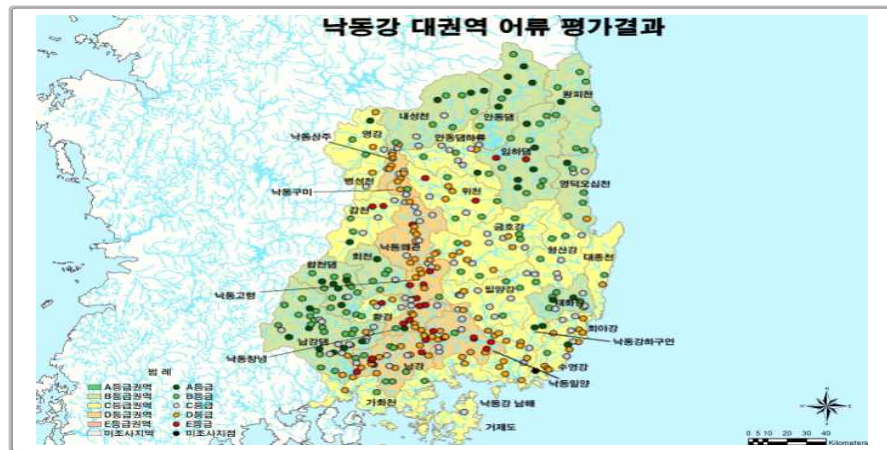 낙동강 대권역 어류 평가결과
왕피천
내성천
안동댐
낙동상주
영강
안동댐하류
임하댐
병성천
영덕오십천
낙동구미
위천
감천
금호강
형산강
대종천
낙동왜관
회천
합천댐
낙동고령
밀양강
태화강
황강
회야강
남강댐
낙동강하구언
낙동창녕
남강
수영강
낙동밀양
가화천
낙동강 남해
거제도
범 례
A등급권역 A등급
B등급권역 B등급
C등급권역 C등급
D등급권역 D등급
E등급권역 E등급
미조사지역 미조사지점
0 5 10 20 30 40
Kilometers